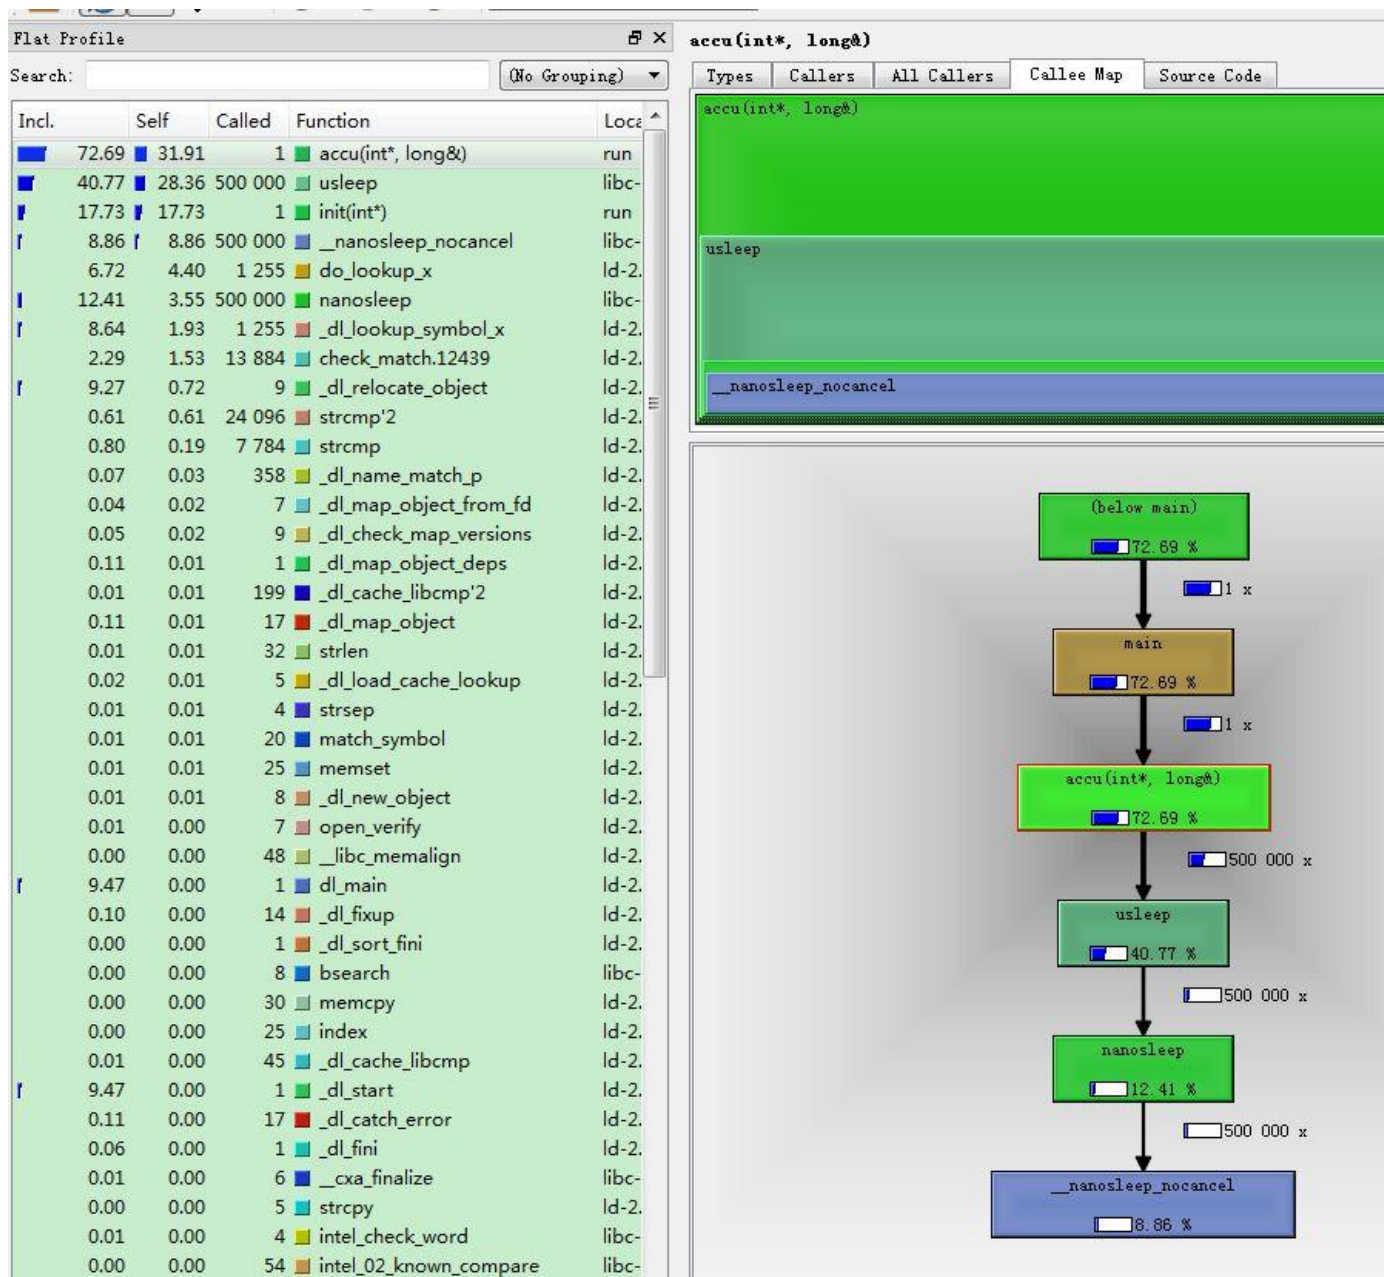 Flat Profile
Search:
(No Grouping)
Incl. Self Called Function Loca
72.69 31.91 1 accu(int*, long&) run
40.77 28.36 500 000 usleep libc-
17.73 17.73 1 init(int*) run
8.86 8.86 500 000 __nanosleep_nocancel libc-
6.72 4.40 1 255 do_lookup_x ld-2.
12.41 3.55 500 000 nanosleep libc-
8.64 1.93 1 255 _dl_lookup_symbol_x ld-2.
2.29 1.53 13 884 check_match.12439 ld-2.
9.27 0.72 9 _dl_relocate_object ld-2.
0.61 0.61 24 096 strcmp'2 ld-2.
0.80 0.19 7 784 strcmp ld-2.
0.07 0.03 358 _dl_name_match_p ld-2.
0.04 0.02 7 _dl_map_object_from_fd ld-2.
0.05 0.02 9 _dl_check_map_versions ld-2.
0.11 0.01 1 _dl_map_object_deps ld-2.
0.01 0.01 199 _dl_cache_libcmp'2 ld-2.
0.11 0.01 17 _dl_map_object ld-2.
0.01 0.01 32 strlen ld-2.
0.02 0.01 5 _dl_load_cache_lookup ld-2.
0.01 0.01 4 strsep ld-2.
0.01 0.01 20 match_symbol ld-2.
0.01 0.01 25 memset ld-2.
0.01 0.01 8 _dl_new_object ld-2.
0.01 0.00 7 open_verify ld-2.
0.00 0.00 48 __libc_memalign ld-2.
9.47 0.00 1 dl_main ld-2.
0.10 0.00 14 _dl_fixup ld-2.
0.00 0.00 1 _dl_sort_fini ld-2.
0.00 0.00 8 bsearch libc-
0.00 0.00 30 memcpy ld-2.
0.00 0.00 25 index ld-2.
0.01 0.00 45 _dl_cache_libcmp ld-2.
9.47 0.00 1 _dl_start ld-2.
0.11 0.00 17 _dl_catch_error ld-2.
0.06 0.00 1 _dl_fini ld-2.
0.01 0.00 6 __cxa_finalize libc-
0.00 0.00 5 strcpy ld-2.
0.01 0.00 4 intel_check_word libc-
0.00 0.00 54 intel_02_known_compare libc-
accu(int*, long&)
Types Callers All Callers Callee Map Source Code
accu(int*, long&)
usleep
__nanosleep_nocancel
(below main)
72.69 %
1 x
main
72.69 %
1 x
accu(int*, long&)
72.69 %
500 000 x
usleep
40.77 %
500 000 x
nanosleep
12.41 %
500 000 x
__nanosleep_nocancel
8.86 %